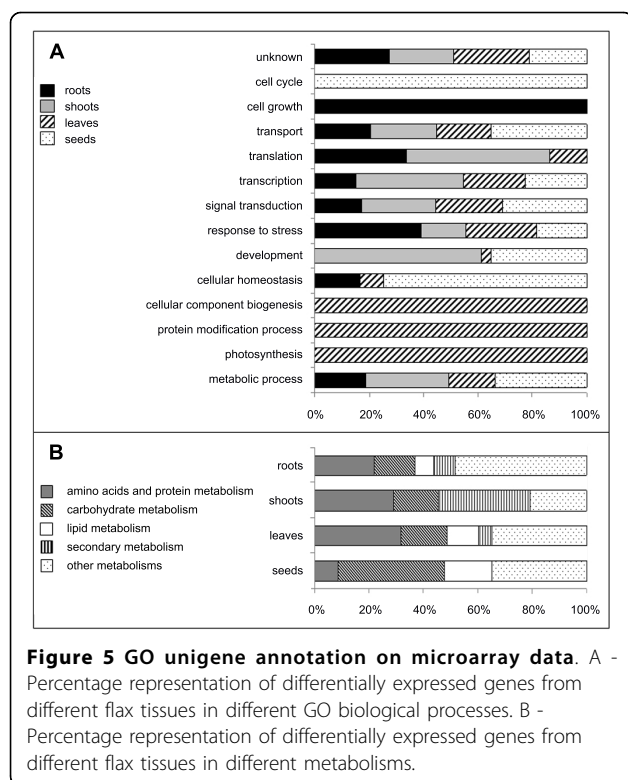 A
roots
shoots
leaves
seeds
unknown
cell cycle
cell growth
transport
translation
transcription
signal transduction
response to stress
development
cellular homeostasis
cellular component biogenesis
protein modification process
photosynthesis
metabolic process
0% 20% 40% 60% 80% 100%
B
amino acids and protein metabolism
carbohydrate metabolism
lipid metabolism
secondary metabolism
other metabolisms
roots
shoots
leaves
seeds
0% 20% 40% 60% 80% 100%
Figure 5 GO unigene annotation on microarray data. A -
Percentage representation of differentially expressed genes from
different flax tissues in different GO biological processes. B -
Percentage representation of differentially expressed genes from
different flax tissues in different metabolisms.